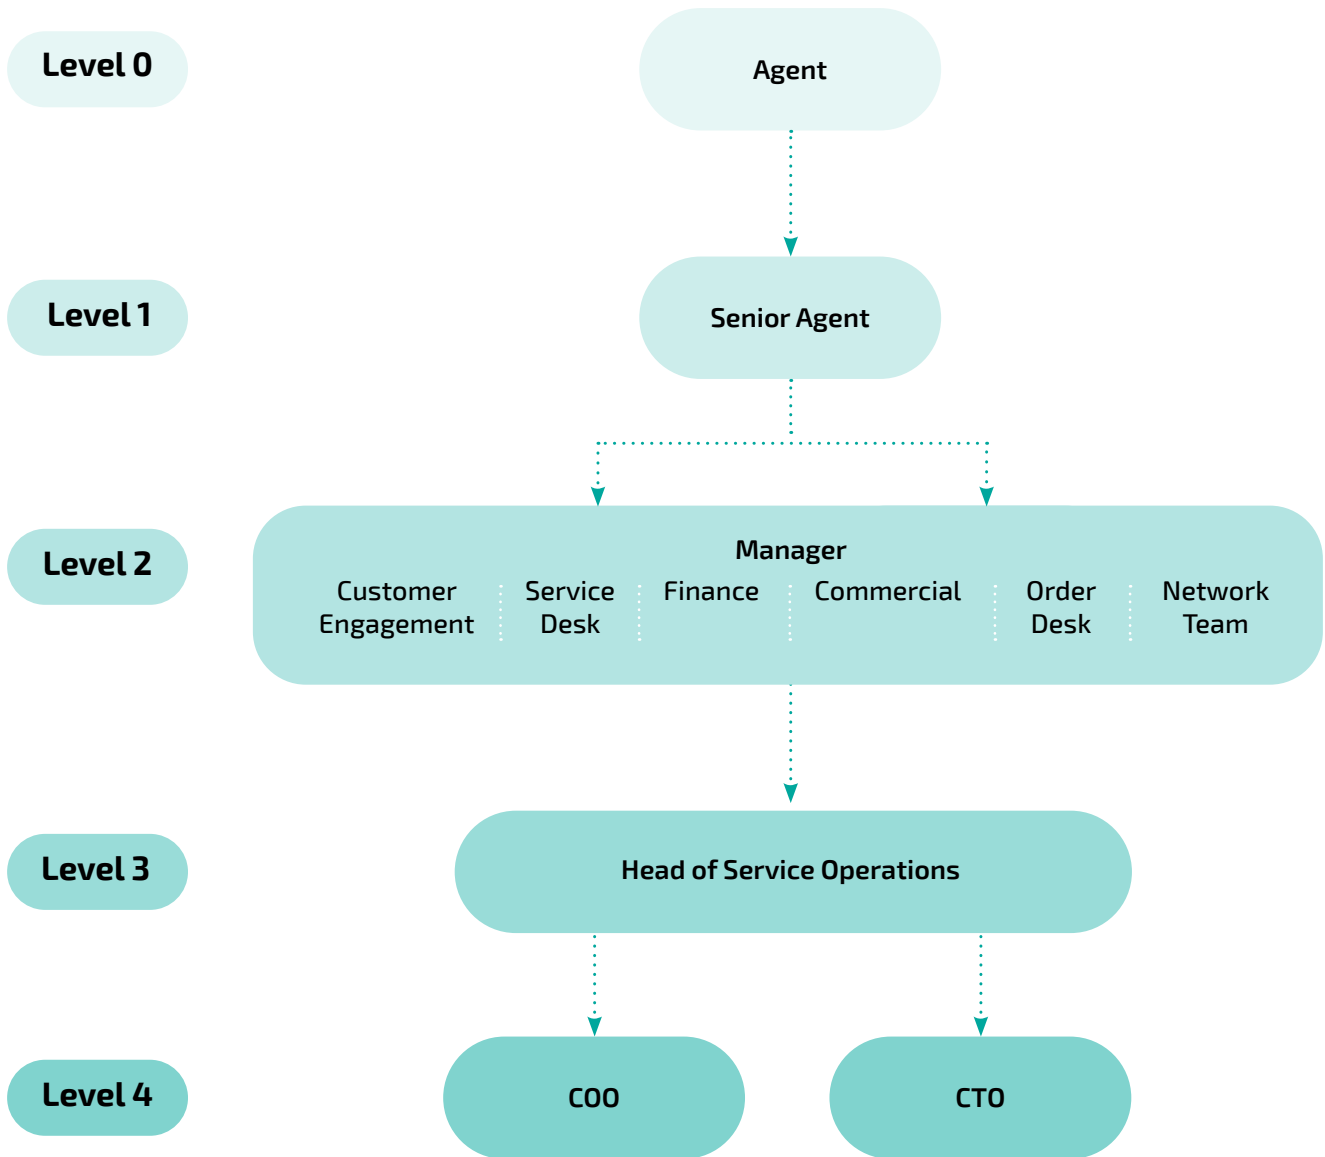 Level 0
Agent
Level 1
Senior Agent
Level 2
Manager
Customer
Engagement
Service
Desk
Finance
Commercial
Order
Desk
Network
Team
Level 3
Head of Service Operations
Level 4
COO
CTO